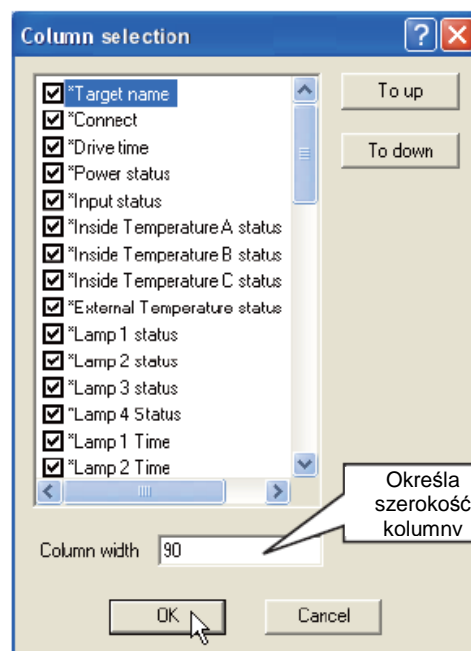 Column selection
*Target name
To up
*Connect
*Drive time
To down
*Power status
*Input status
*Inside Temperature A status
*Inside Temperature B status
*Inside Temperature C status
*External Temperature status
*Lamp 1 status
*Lamp 2 status
*Lamp 3 status
*Lamp 4 Status
*Lamp 1 Time
*Lamp 2 Time
Określa
szerokość
kolumny
Column width 90
OK Cancel